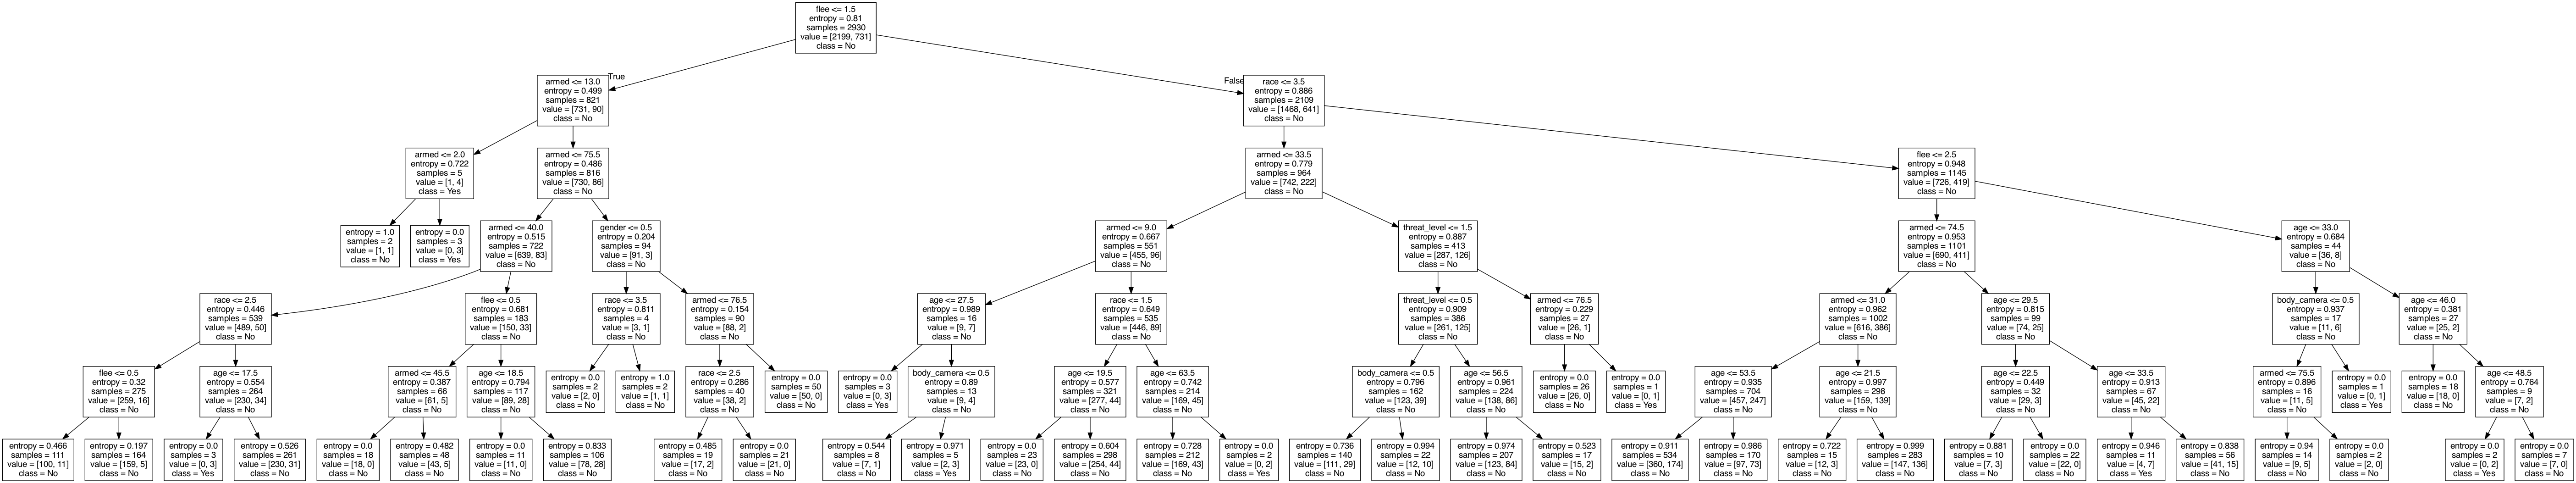 flee <= 1.5
entropy = 0.81
samples = 2930
value = [2199, 731]
class = No
True
False
armed <= 13.0
entropy = 0.499
samples = 821
value = [731, 90]
class = No
race <= 3.5
entropy = 0.886
samples = 2109
value = [1468, 641]
class = No
armed <= 2.0
entropy = 0.722
samples = 5
value = [1, 4]
class = Yes
armed <= 75.5
entropy = 0.486
samples = 816
value = [730, 86]
class = No
armed <= 33.5
entropy = 0.779
samples = 964
value = [742, 222]
class = No
flee <= 2.5
entropy = 0.948
samples = 1145
value = [726, 419]
class = No
entropy = 1.0
samples = 2
value = [1, 1]
class = No
entropy = 0.0
samples = 3
value = [0, 3]
class = Yes
armed <= 40.0
entropy = 0.515
samples = 722
value = [639, 83]
class = No
gender <= 0.5
entropy = 0.204
samples = 94
value = [91, 3]
class = No
armed <= 9.0
entropy = 0.667
samples = 551
value = [455, 96]
class = No
threat_level <= 1.5
entropy = 0.887
samples = 413
value = [287, 126]
class = No
armed <= 74.5
entropy = 0.953
samples = 1101
value = [690, 411]
class = No
age <= 33.0
entropy = 0.684
samples = 44
value = [36, 8]
class = No
race <= 2.5
entropy = 0.446
samples = 539
value = [489, 50]
class = No
flee <= 0.5
entropy = 0.681
samples = 183
value = [150, 33]
class = No
race <= 3.5
entropy = 0.811
samples = 4
value = [3, 1]
class = No
armed <= 76.5
entropy = 0.154
samples = 90
value = [88, 2]
class = No
age <= 27.5
entropy = 0.989
samples = 16
value = [9, 7]
class = No
race <= 1.5
entropy = 0.649
samples = 535
value = [446, 89]
class = No
threat_level <= 0.5
entropy = 0.909
samples = 386
value = [261, 125]
class = No
armed <= 76.5
entropy = 0.229
samples = 27
value = [26, 1]
class = No
armed <= 31.0
entropy = 0.962
samples = 1002
value = [616, 386]
class = No
age <= 29.5
entropy = 0.815
samples = 99
value = [74, 25]
class = No
body_camera <= 0.5
entropy = 0.937
samples = 17
value = [11, 6]
class = No
age <= 46.0
entropy = 0.381
samples = 27
value = [25, 2]
class = No
flee <= 0.5
entropy = 0.32
samples = 275
value = [259, 16]
class = No
age <= 17.5
entropy = 0.554
samples = 264
value = [230, 34]
class = No
armed <= 45.5
entropy = 0.387
samples = 66
value = [61, 5]
class = No
age <= 18.5
entropy = 0.794
samples = 117
value = [89, 28]
class = No
entropy = 0.0
samples = 2
value = [2, 0]
class = No
entropy = 1.0
samples = 2
value = [1, 1]
class = No
race <= 2.5
entropy = 0.286
samples = 40
value = [38, 2]
class = No
entropy = 0.0
samples = 50
value = [50, 0]
class = No
entropy = 0.0
samples = 3
value = [0, 3]
class = Yes
body_camera <= 0.5
entropy = 0.89
samples = 13
value = [9, 4]
class = No
age <= 19.5
entropy = 0.577
samples = 321
value = [277, 44]
class = No
age <= 63.5
entropy = 0.742
samples = 214
value = [169, 45]
class = No
body_camera <= 0.5
entropy = 0.796
samples = 162
value = [123, 39]
class = No
age <= 56.5
entropy = 0.961
samples = 224
value = [138, 86]
class = No
entropy = 0.0
samples = 26
value = [26, 0]
class = No
entropy = 0.0
samples = 1
value = [0, 1]
class = Yes
age <= 53.5
entropy = 0.935
samples = 704
value = [457, 247]
class = No
age <= 21.5
entropy = 0.997
samples = 298
value = [159, 139]
class = No
age <= 22.5
entropy = 0.449
samples = 32
value = [29, 3]
class = No
age <= 33.5
entropy = 0.913
samples = 67
value = [45, 22]
class = No
armed <= 75.5
entropy = 0.896
samples = 16
value = [11, 5]
class = No
entropy = 0.0
samples = 1
value = [0, 1]
class = Yes
entropy = 0.0
samples = 18
value = [18, 0]
class = No
age <= 48.5
entropy = 0.764
samples = 9
value = [7, 2]
class = No
entropy = 0.466
samples = 111
value = [100, 11]
class = No
entropy = 0.197
samples = 164
value = [159, 5]
class = No
entropy = 0.0
samples = 3
value = [0, 3]
class = Yes
entropy = 0.526
samples = 261
value = [230, 31]
class = No
entropy = 0.0
samples = 18
value = [18, 0]
class = No
entropy = 0.482
samples = 48
value = [43, 5]
class = No
entropy = 0.0
samples = 11
value = [11, 0]
class = No
entropy = 0.833
samples = 106
value = [78, 28]
class = No
entropy = 0.485
samples = 19
value = [17, 2]
class = No
entropy = 0.0
samples = 21
value = [21, 0]
class = No
entropy = 0.544
samples = 8
value = [7, 1]
class = No
entropy = 0.971
samples = 5
value = [2, 3]
class = Yes
entropy = 0.0
samples = 23
value = [23, 0]
class = No
entropy = 0.604
samples = 298
value = [254, 44]
class = No
entropy = 0.728
samples = 212
value = [169, 43]
class = No
entropy = 0.0
samples = 2
value = [0, 2]
class = Yes
entropy = 0.736
samples = 140
value = [111, 29]
class = No
entropy = 0.994
samples = 22
value = [12, 10]
class = No
entropy = 0.974
samples = 207
value = [123, 84]
class = No
entropy = 0.523
samples = 17
value = [15, 2]
class = No
entropy = 0.911
samples = 534
value = [360, 174]
class = No
entropy = 0.986
samples = 170
value = [97, 73]
class = No
entropy = 0.722
samples = 15
value = [12, 3]
class = No
entropy = 0.999
samples = 283
value = [147, 136]
class = No
entropy = 0.881
samples = 10
value = [7, 3]
class = No
entropy = 0.0
samples = 22
value = [22, 0]
class = No
entropy = 0.946
samples = 11
value = [4, 7]
class = Yes
entropy = 0.838
samples = 56
value = [41, 15]
class = No
entropy = 0.94
samples = 14
value = [9, 5]
class = No
entropy = 0.0
samples = 2
value = [2, 0]
class = No
entropy = 0.0
samples = 2
value = [0, 2]
class = Yes
entropy = 0.0
samples = 7
value = [7, 0]
class = No